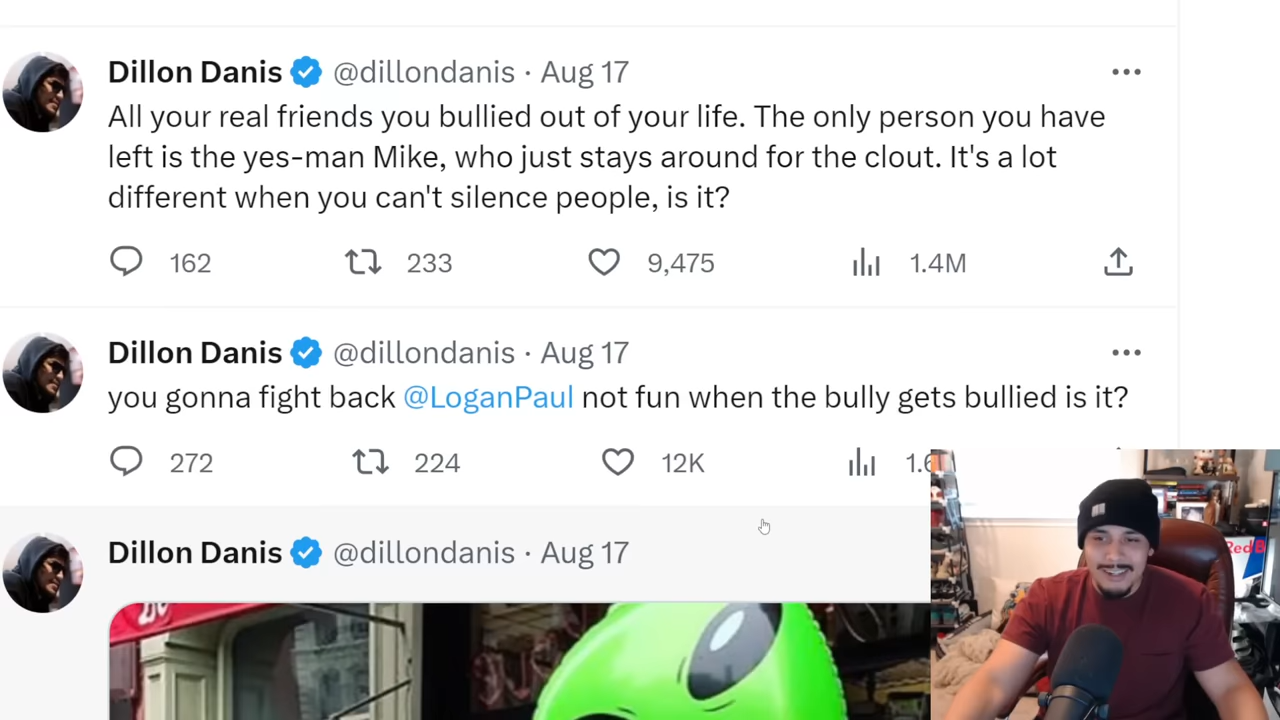 Dillon Danis @dillondanis · Aug 17
All your real friends you bullied out of your life. The only person you have
left is the yes-man Mike, who just stays around for the clout. It's a lot
different when you can't silence people, is it?
162 233 9,475 1.4M
Dillon Danis @dillondanis · Aug 17
you gonna fight back @LoganPaul not fun when the bully gets bullied is it?
272 224 12K
Dillon Danis @dillondanis · Aug 17